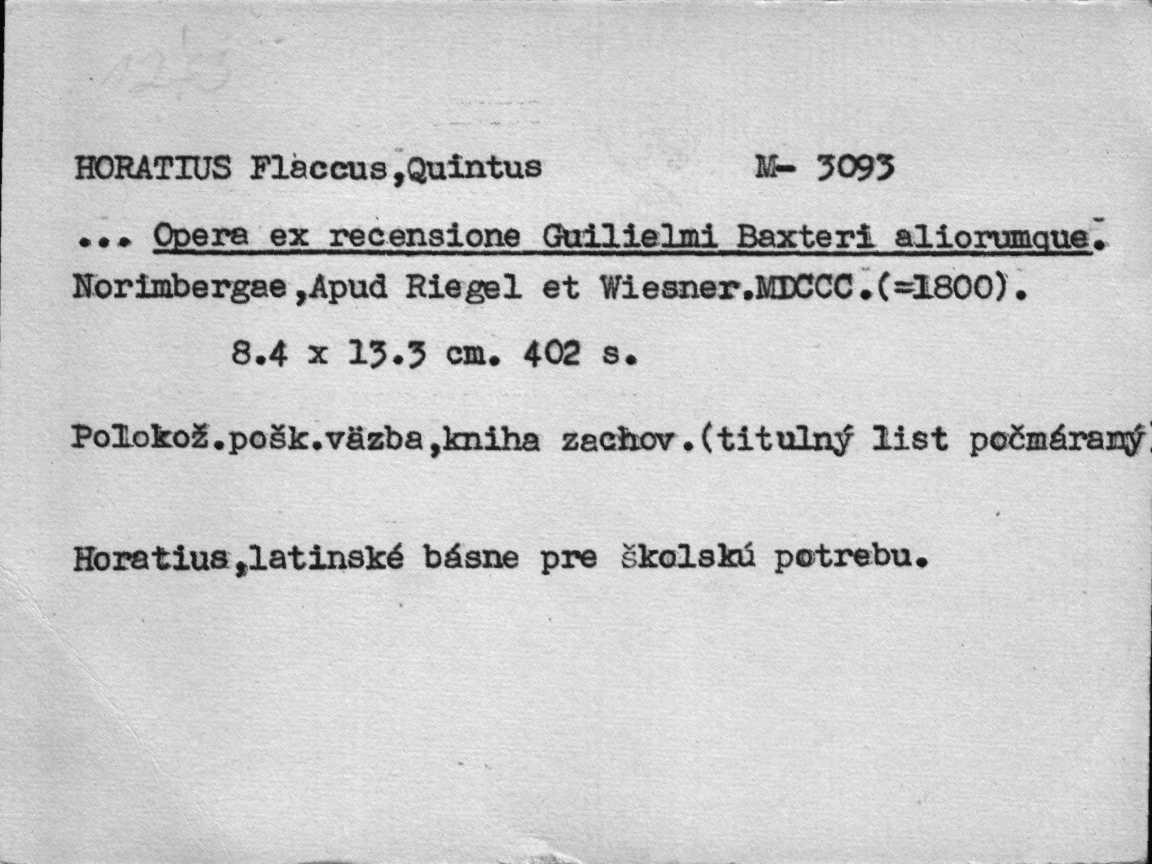 HORATIUS Flaccus,Quintus M- 3093
... Opera ex recensione Guilielmi Baxteri aliorumque.
Norimbergae,Apud Riegel et Wiesner.MDCCC.(=1800).
8.4 x 13.3 cm. 402 s.
Polokož.pošk.väzba,kniha zachov.(titulný list počmáraný)
Horatius,latinské básne pre školskú potrebu.